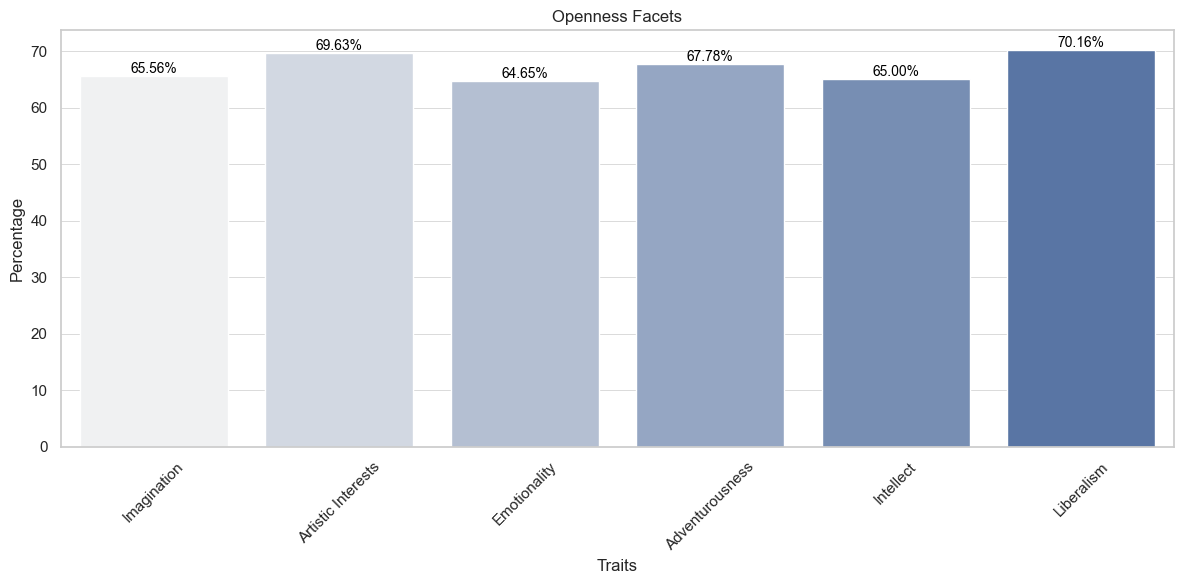 Openness Facets
Percentage
70
60
50
40
30
20
10
0
65.56%
69.63%
64.65%
67.78%
65.00%
70.16%
Imagination
Artistic Interests
Emotionality
Adventurousness
Intellect
Liberalism
Traits